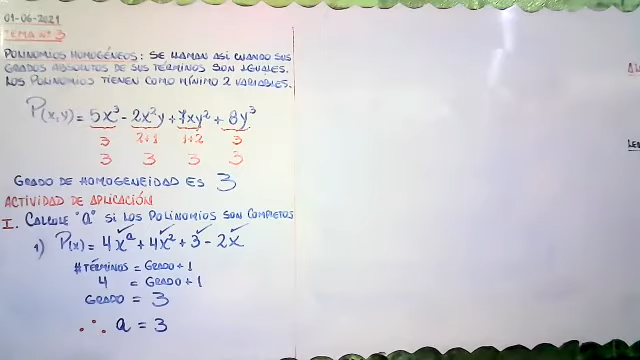 01-06-2021
TEMA Nº 3
POLINOMIOS HOMOGÉNEOS: SE LLAMAN ASI CUANDO SUS
GRADOS ABSOLUTOS DE SUS TÉRMINOS SON IGUALES.
LOS POLINOMIOS TIENEN COMO MÍNIMO 2 VARIABLES.
P(x,y) = 5x³ - 2x²y + 7xy² + 8y³
3 2+1 1+2 3
3 3 3 3
GRADO DE HOMOGENEIDAD ES 3
ACTIVIDAD DE APLICACIÓN
I. CALCULE "a" SI LOS POLINOMIOS SON COMPLETOS
1) P(x) = 4xᵃ + 4x² + 3 - 2x
# TÉRMINOS = GRADO + 1
4 = GRADO + 1
GRADO = 3
∴ a = 3